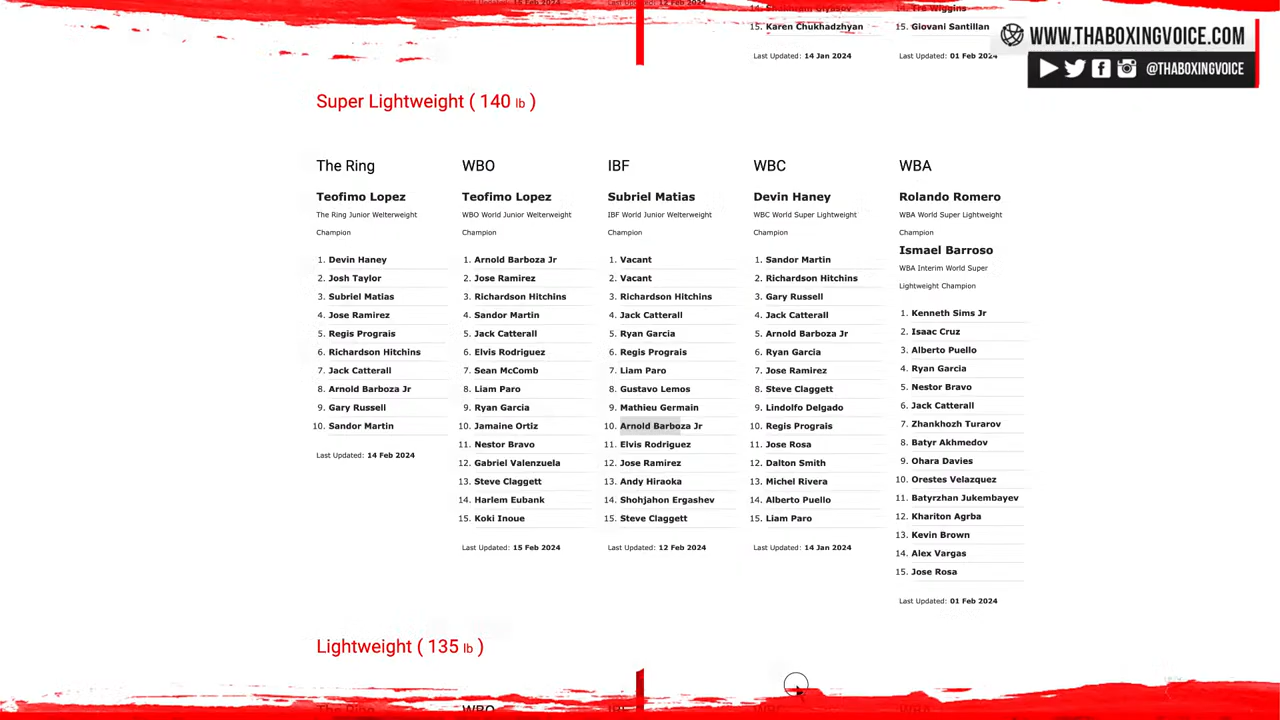 14. Shakhram Giyasov
14. Tre Wiggins
15. Karen Chukhadzhyan
15. Giovani Santillan
Last Updated: 14 Jan 2024
Last Updated: 01 Feb 2024
WWW.THABOXINGVOICE.COM
@THABOXINGVOICE
Super Lightweight ( 140 lb )
The Ring
Teofimo Lopez
The Ring Junior Welterweight
Champion
1. Devin Haney
2. Josh Taylor
3. Subriel Matias
4. Jose Ramirez
5. Regis Prograis
6. Richardson Hitchins
7. Jack Catterall
8. Arnold Barboza Jr
9. Gary Russell
10. Sandor Martin
Last Updated: 14 Feb 2024
WBO
Teofimo Lopez
WBO World Junior Welterweight
Champion
1. Arnold Barboza Jr
2. Jose Ramirez
3. Richardson Hitchins
4. Sandor Martin
5. Jack Catterall
6. Elvis Rodriguez
7. Sean McComb
8. Liam Paro
9. Ryan Garcia
10. Jamaine Ortiz
11. Nestor Bravo
12. Gabriel Valenzuela
13. Steve Claggett
14. Harlem Eubank
15. Koki Inoue
Last Updated: 15 Feb 2024
IBF
Subriel Matias
IBF World Junior Welterweight
Champion
1. Vacant
2. Vacant
3. Richardson Hitchins
4. Jack Catterall
5. Ryan Garcia
6. Regis Prograis
7. Liam Paro
8. Gustavo Lemos
9. Mathieu Germain
10. Arnold Barboza Jr
11. Elvis Rodriguez
12. Jose Ramirez
13. Andy Hiraoka
14. Shohjahon Ergashev
15. Steve Claggett
Last Updated: 12 Feb 2024
WBC
Devin Haney
WBC World Super Lightweight
Champion
1. Sandor Martin
2. Richardson Hitchins
3. Gary Russell
4. Jack Catterall
5. Arnold Barboza Jr
6. Ryan Garcia
7. Jose Ramirez
8. Steve Claggett
9. Lindolfo Delgado
10. Regis Prograis
11. Jose Rosa
12. Dalton Smith
13. Michel Rivera
14. Alberto Puello
15. Liam Paro
Last Updated: 14 Jan 2024
WBA
Rolando Romero
WBA World Super Lightweight
Champion
Ismael Barroso
WBA Interim World Super
Lightweight Champion
1. Kenneth Sims Jr
2. Isaac Cruz
3. Alberto Puello
4. Ryan Garcia
5. Nestor Bravo
6. Jack Catterall
7. Zhankhozh Turarov
8. Batyr Akhmedov
9. Ohara Davies
10. Orestes Velazquez
11. Batyrzhan Jukembayev
12. Khariton Agrba
13. Kevin Brown
14. Alex Vargas
15. Jose Rosa
Last Updated: 01 Feb 2024
Lightweight ( 135 lb )
The Ring
WBO
IBF
WBC
WBA